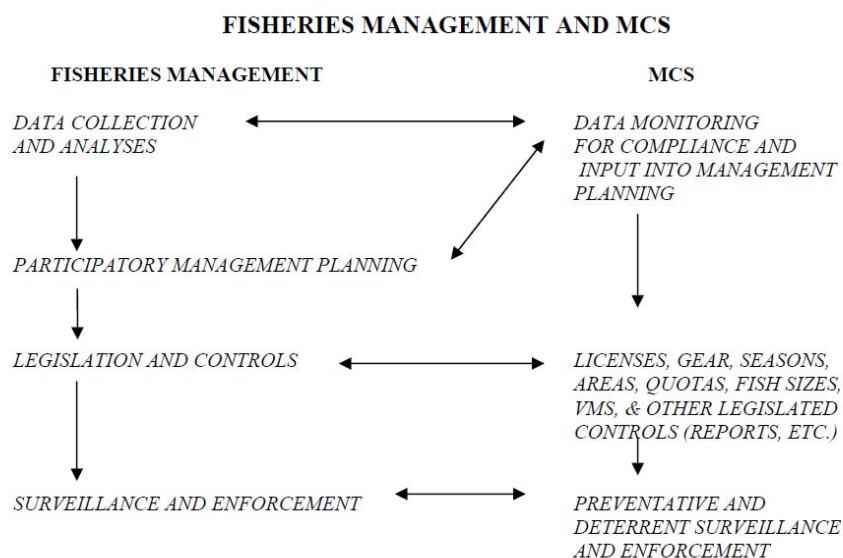 FISHERIES MANAGEMENT AND MCS
FISHERIES MANAGEMENT
MCS
DATA COLLECTION
AND ANALYSES
DATA MONITORING
FOR COMPLIANCE AND
INPUT INTO MANAGEMENT
PLANNING
PARTICIPATORY MANAGEMENT PLANNING
LEGISLATION AND CONTROLS
LICENSES, GEAR, SEASONS,
AREAS, QUOTAS, FISH SIZES,
VMS, & OTHER LEGISLATED
CONTROLS (REPORTS, ETC.)
SURVEILLANCE AND ENFORCEMENT
PREVENTATIVE AND
DETERRENT SURVEILLANCE
AND ENFORCEMENT